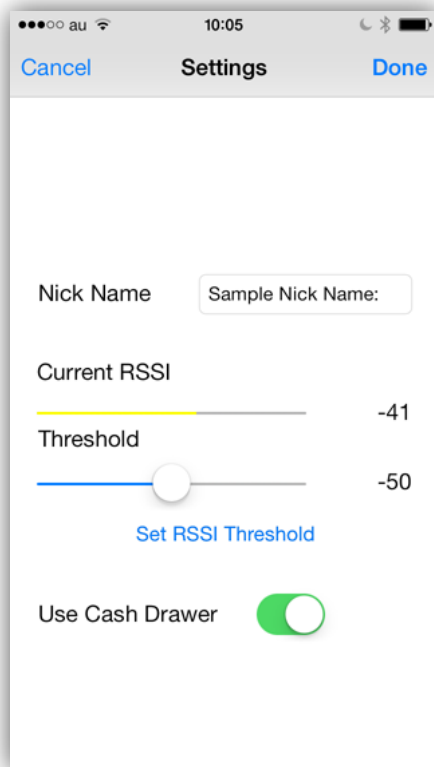 au 10:05
Cancel Settings Done
Nick Name Sample Nick Name:
Current RSSI
-41
Threshold
-50
Set RSSI Threshold
Use Cash Drawer